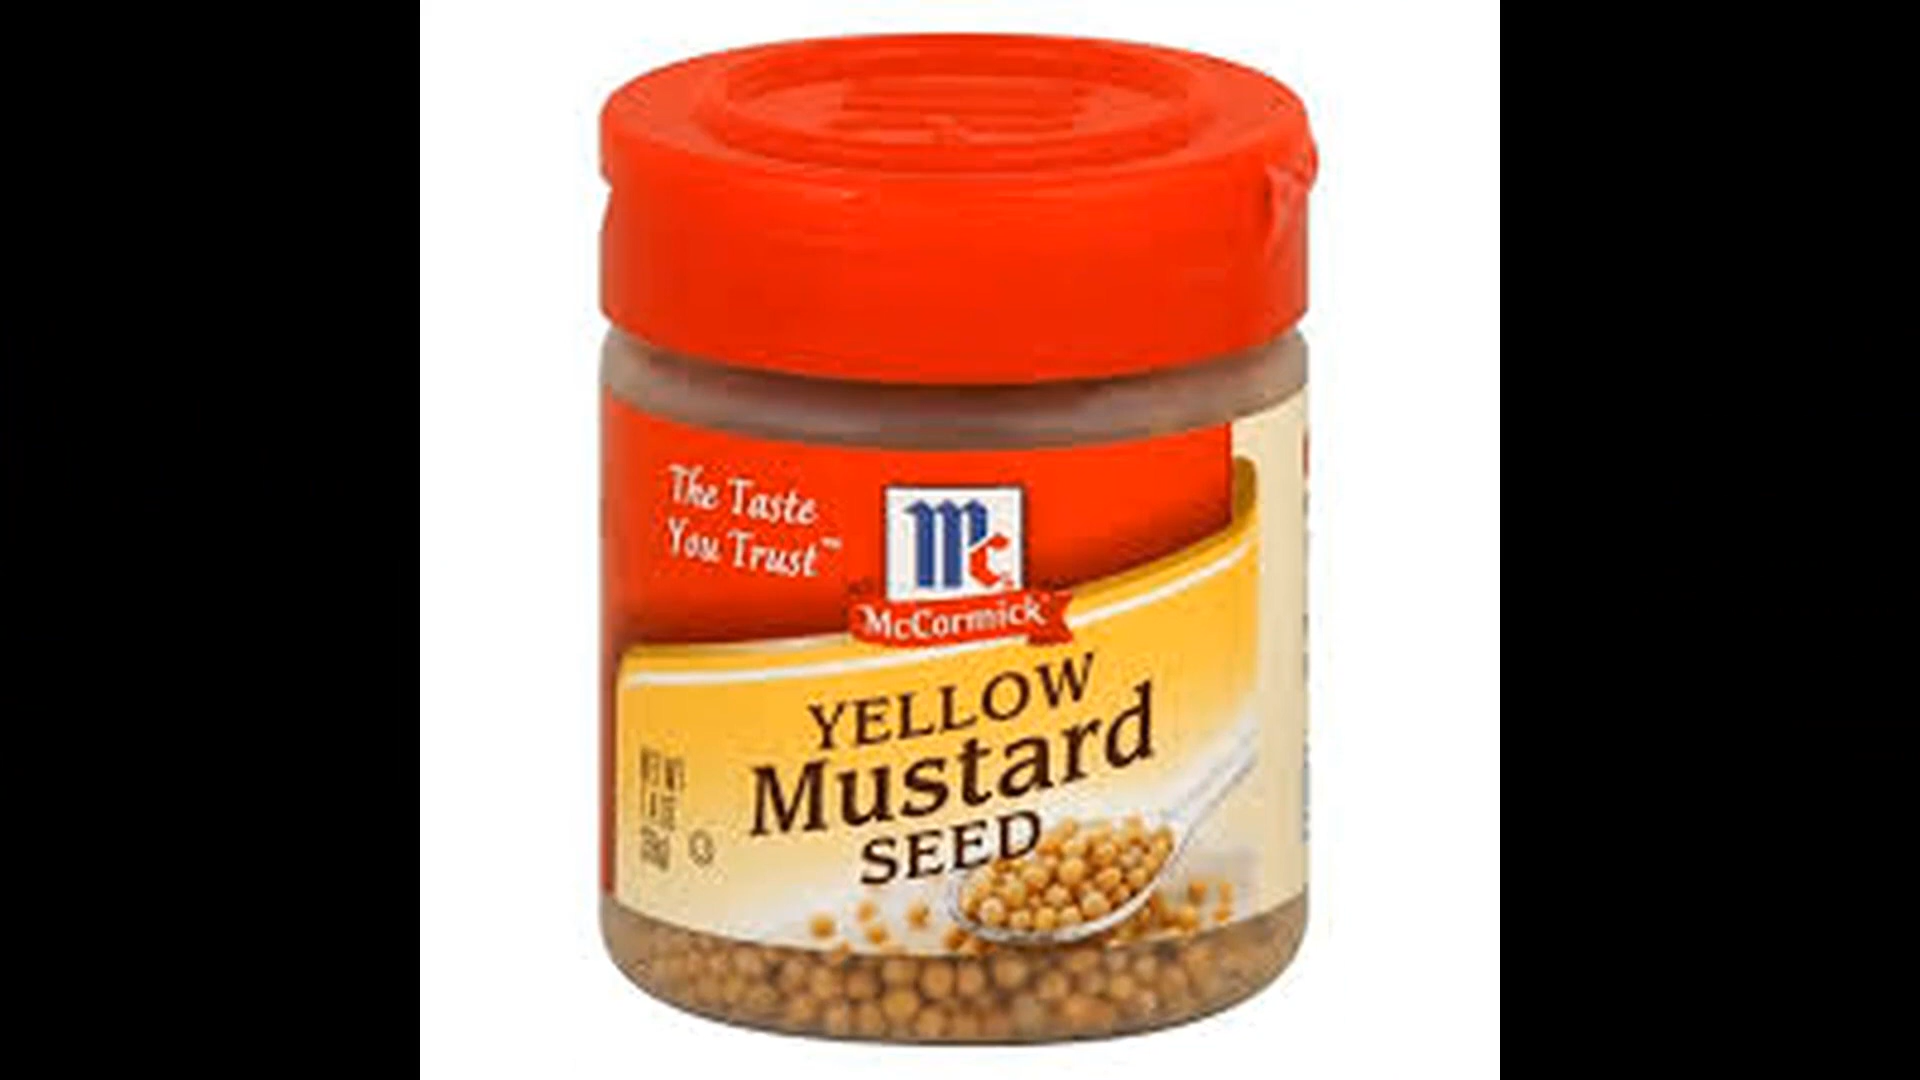 The Taste
You Trust™
Mc
McCormick
YELLOW
Mustard
SEED